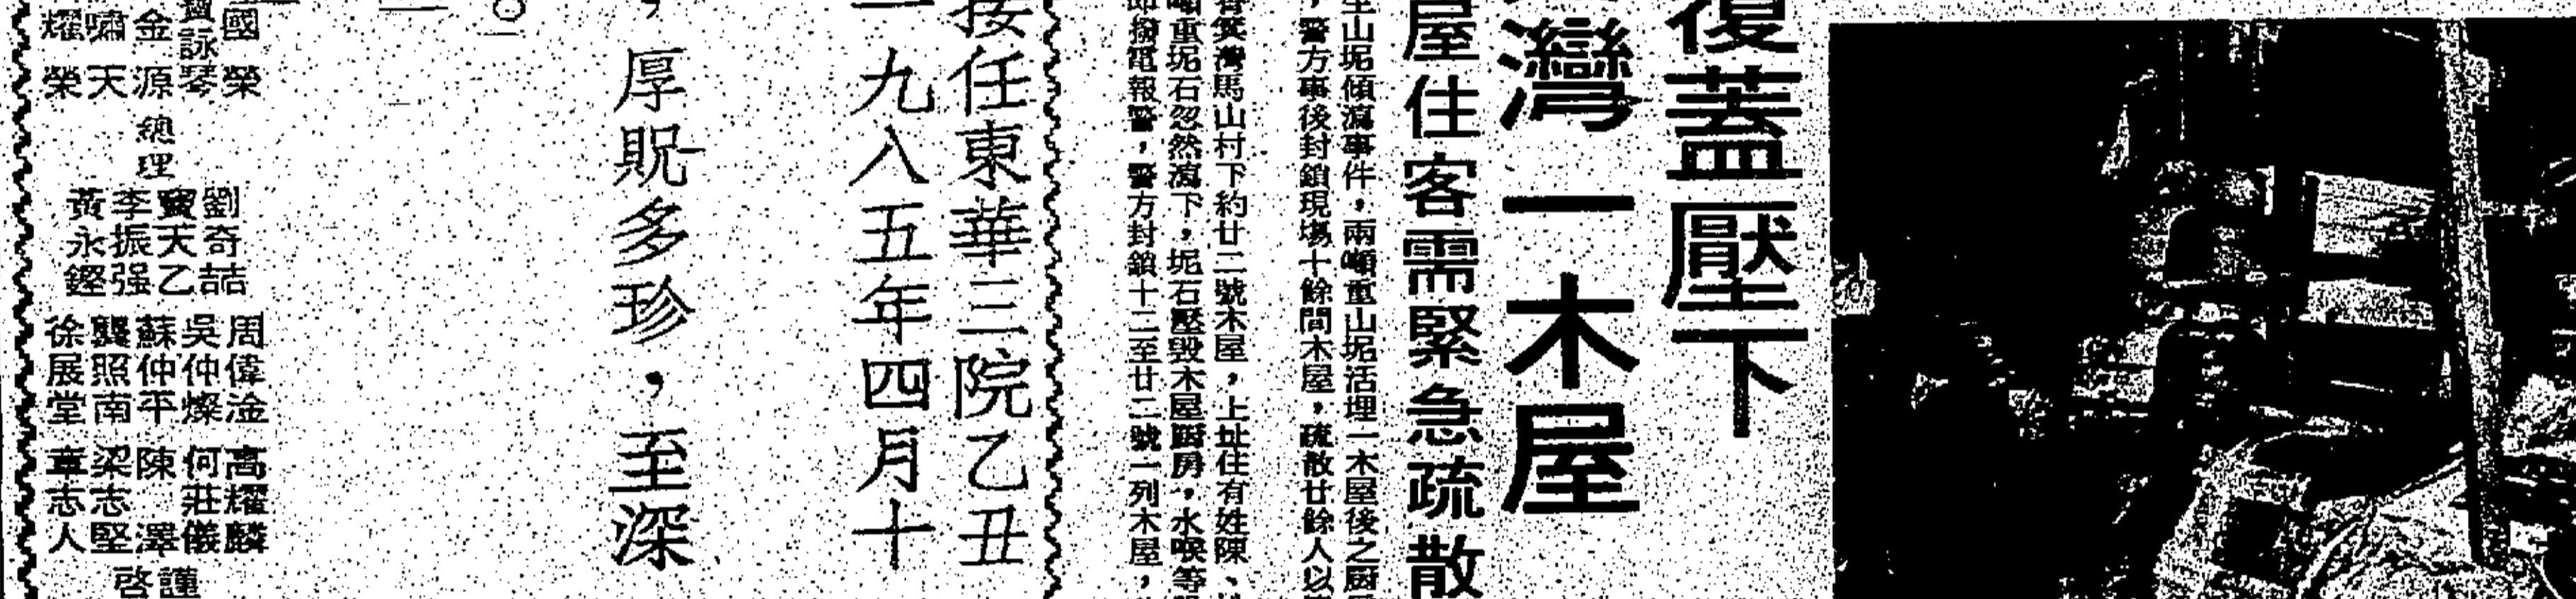 覆蓋壓下
灣一木屋
屋住客需緊急疏散
山坭傾瀉事件，兩噸重山坭活埋一木屋後之廚
，警方事後封鎖現場十餘間木屋，疏散廿餘人以
箕灣馬山村下約廿二號木屋，上址住有姓陳、
噸重坭石忽然瀉下，坭石壓毀木屋廚房，水喉等
即撥電報警，警方封鎖十二至廿二號一列木屋，
接任東華三院乙丑
一九八五年四月十
，厚貺多珍，至深
國榮
寶詠琴
金源
嘯天
耀榮
總理
劉奇喆
竇天乙
李振强
黃永鏗
周偉淦
吳仲燦
蘇仲平
龔照南
徐展堂
高耀麟
何莊儀
陳澤
梁志堅
章志人
謹啓